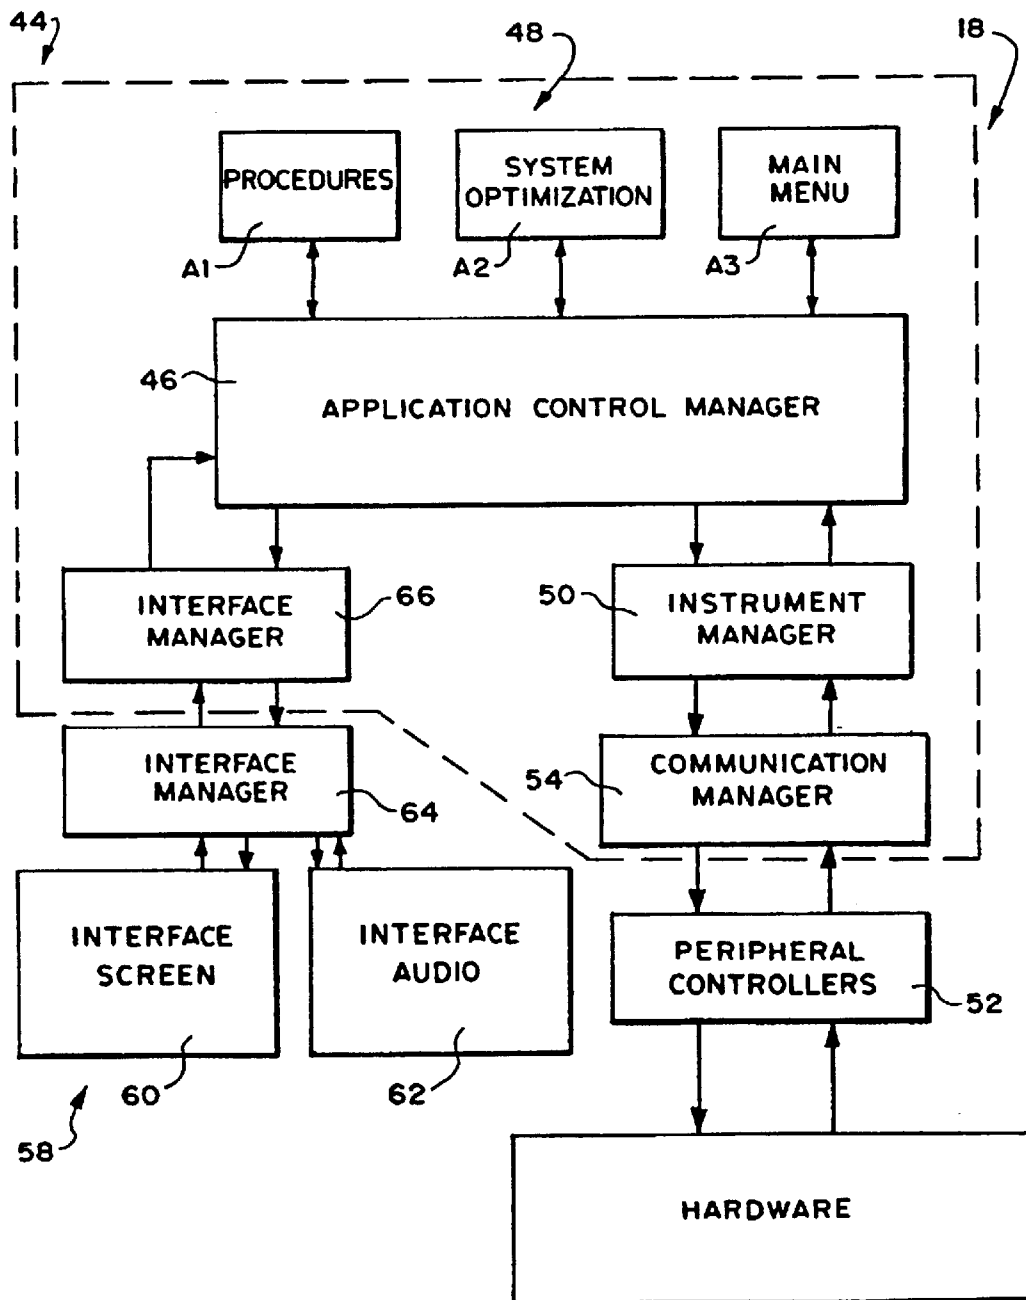 44
48
18
PROCEDURES
SYSTEM
OPTIMIZATION
MAIN
MENU
A1
A2
A3
46
APPLICATION CONTROL MANAGER
INTERFACE
MANAGER
66
50
INSTRUMENT
MANAGER
INTERFACE
MANAGER
64
54
COMMUNICATION
MANAGER
INTERFACE
SCREEN
INTERFACE
AUDIO
PERIPHERAL
CONTROLLERS
52
60
62
58
HARDWARE